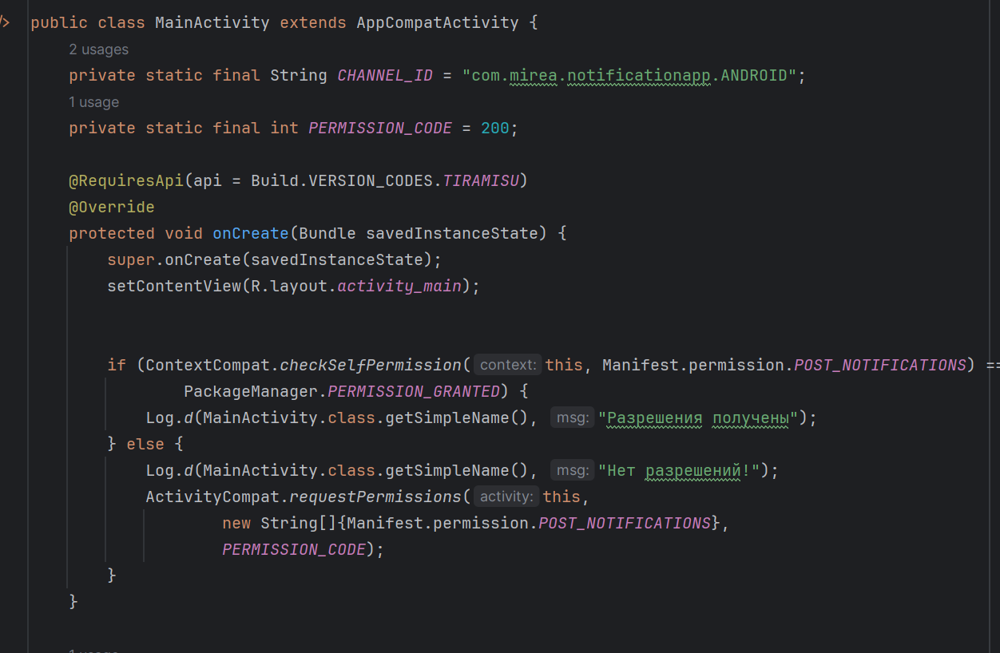 public class MainActivity extends AppCompatActivity {
2 usages
private static final String CHANNEL_ID = "com.mirea.notificationapp.ANDROID";
1 usage
private static final int PERMISSION_CODE = 200;
@RequiresApi(api = Build.VERSION_CODES.TIRAMISU)
@Override
protected void onCreate(Bundle savedInstanceState) {
super.onCreate(savedInstanceState);
setContentView(R.layout.activity_main);
if (ContextCompat.checkSelfPermission( context: this, Manifest.permission.POST_NOTIFICATIONS) ==
PackageManager.PERMISSION_GRANTED) {
Log.d(MainActivity.class.getSimpleName(), msg: "Разрешения получены");
} else {
Log.d(MainActivity.class.getSimpleName(), msg: "Нет разрешений!");
ActivityCompat.requestPermissions( activity: this,
new String[]{Manifest.permission.POST_NOTIFICATIONS},
PERMISSION_CODE);
}
}